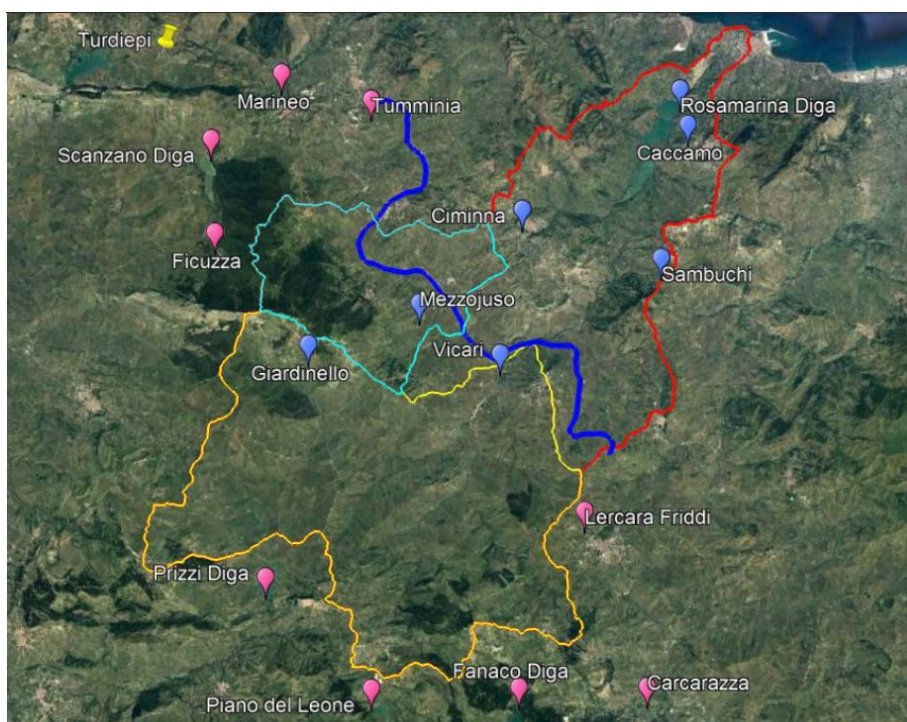 Turdiepi
Marineo
Tumminia
Rosamarina Diga
Scanzano Diga
Caccamo
Ciminna
Ficuzza
Sambuchi
Mezzojuso
Vicari
Giardinello
Lercara Friddi
Prizzi Diga
Fanaco Diga
Piano del Leone
Carcarazza